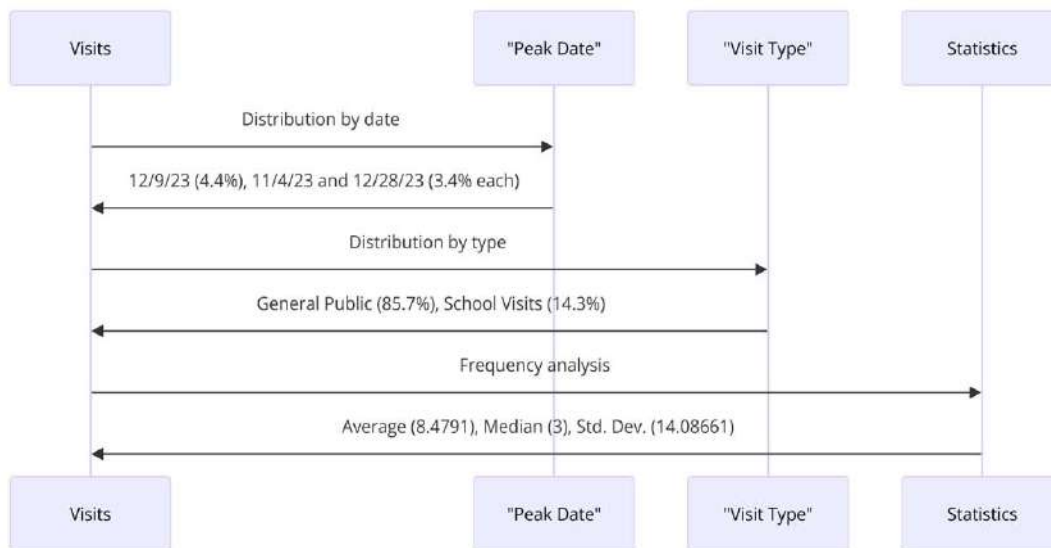 Visits
"Peak Date"
"Visit Type"
Statistics
Distribution by date
12/9/23 (4.4%), 11/4/23 and 12/28/23 (3.4% each)
Distribution by type
General Public (85.7%), School Visits (14.3%)
Frequency analysis
Average (8.4791), Median (3), Std. Dev. (14.08661)
Visits
"Peak Date"
"Visit Type"
Statistics